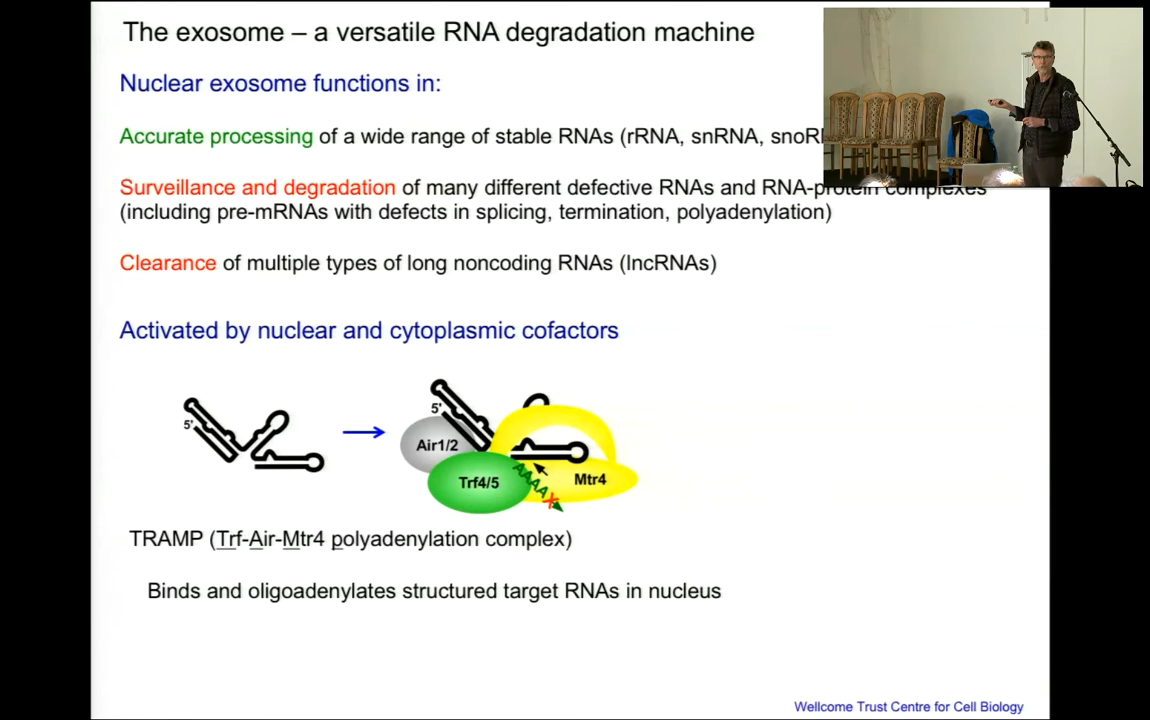 The exosome – a versatile RNA degradation machine
Nuclear exosome functions in:
Accurate processing of a wide range of stable RNAs (rRNA, snRNA,
Surveillance and degradation of many different defective RNAs and RNA-protein complexes
(including pre-mRNAs with defects in splicing, termination, polyadenylation)
Clearance of multiple types of long noncoding RNAs (lncRNAs)
Activated by nuclear and cytoplasmic cofactors
5'
5'
Air1/2
Trf4/5
AAAA
X
Mtr4
TRAMP (Trf-Air-Mtr4 polyadenylation complex)
Binds and oligoadenylates structured target RNAs in nucleus
Wellcome Trust Centre for Cell Biology